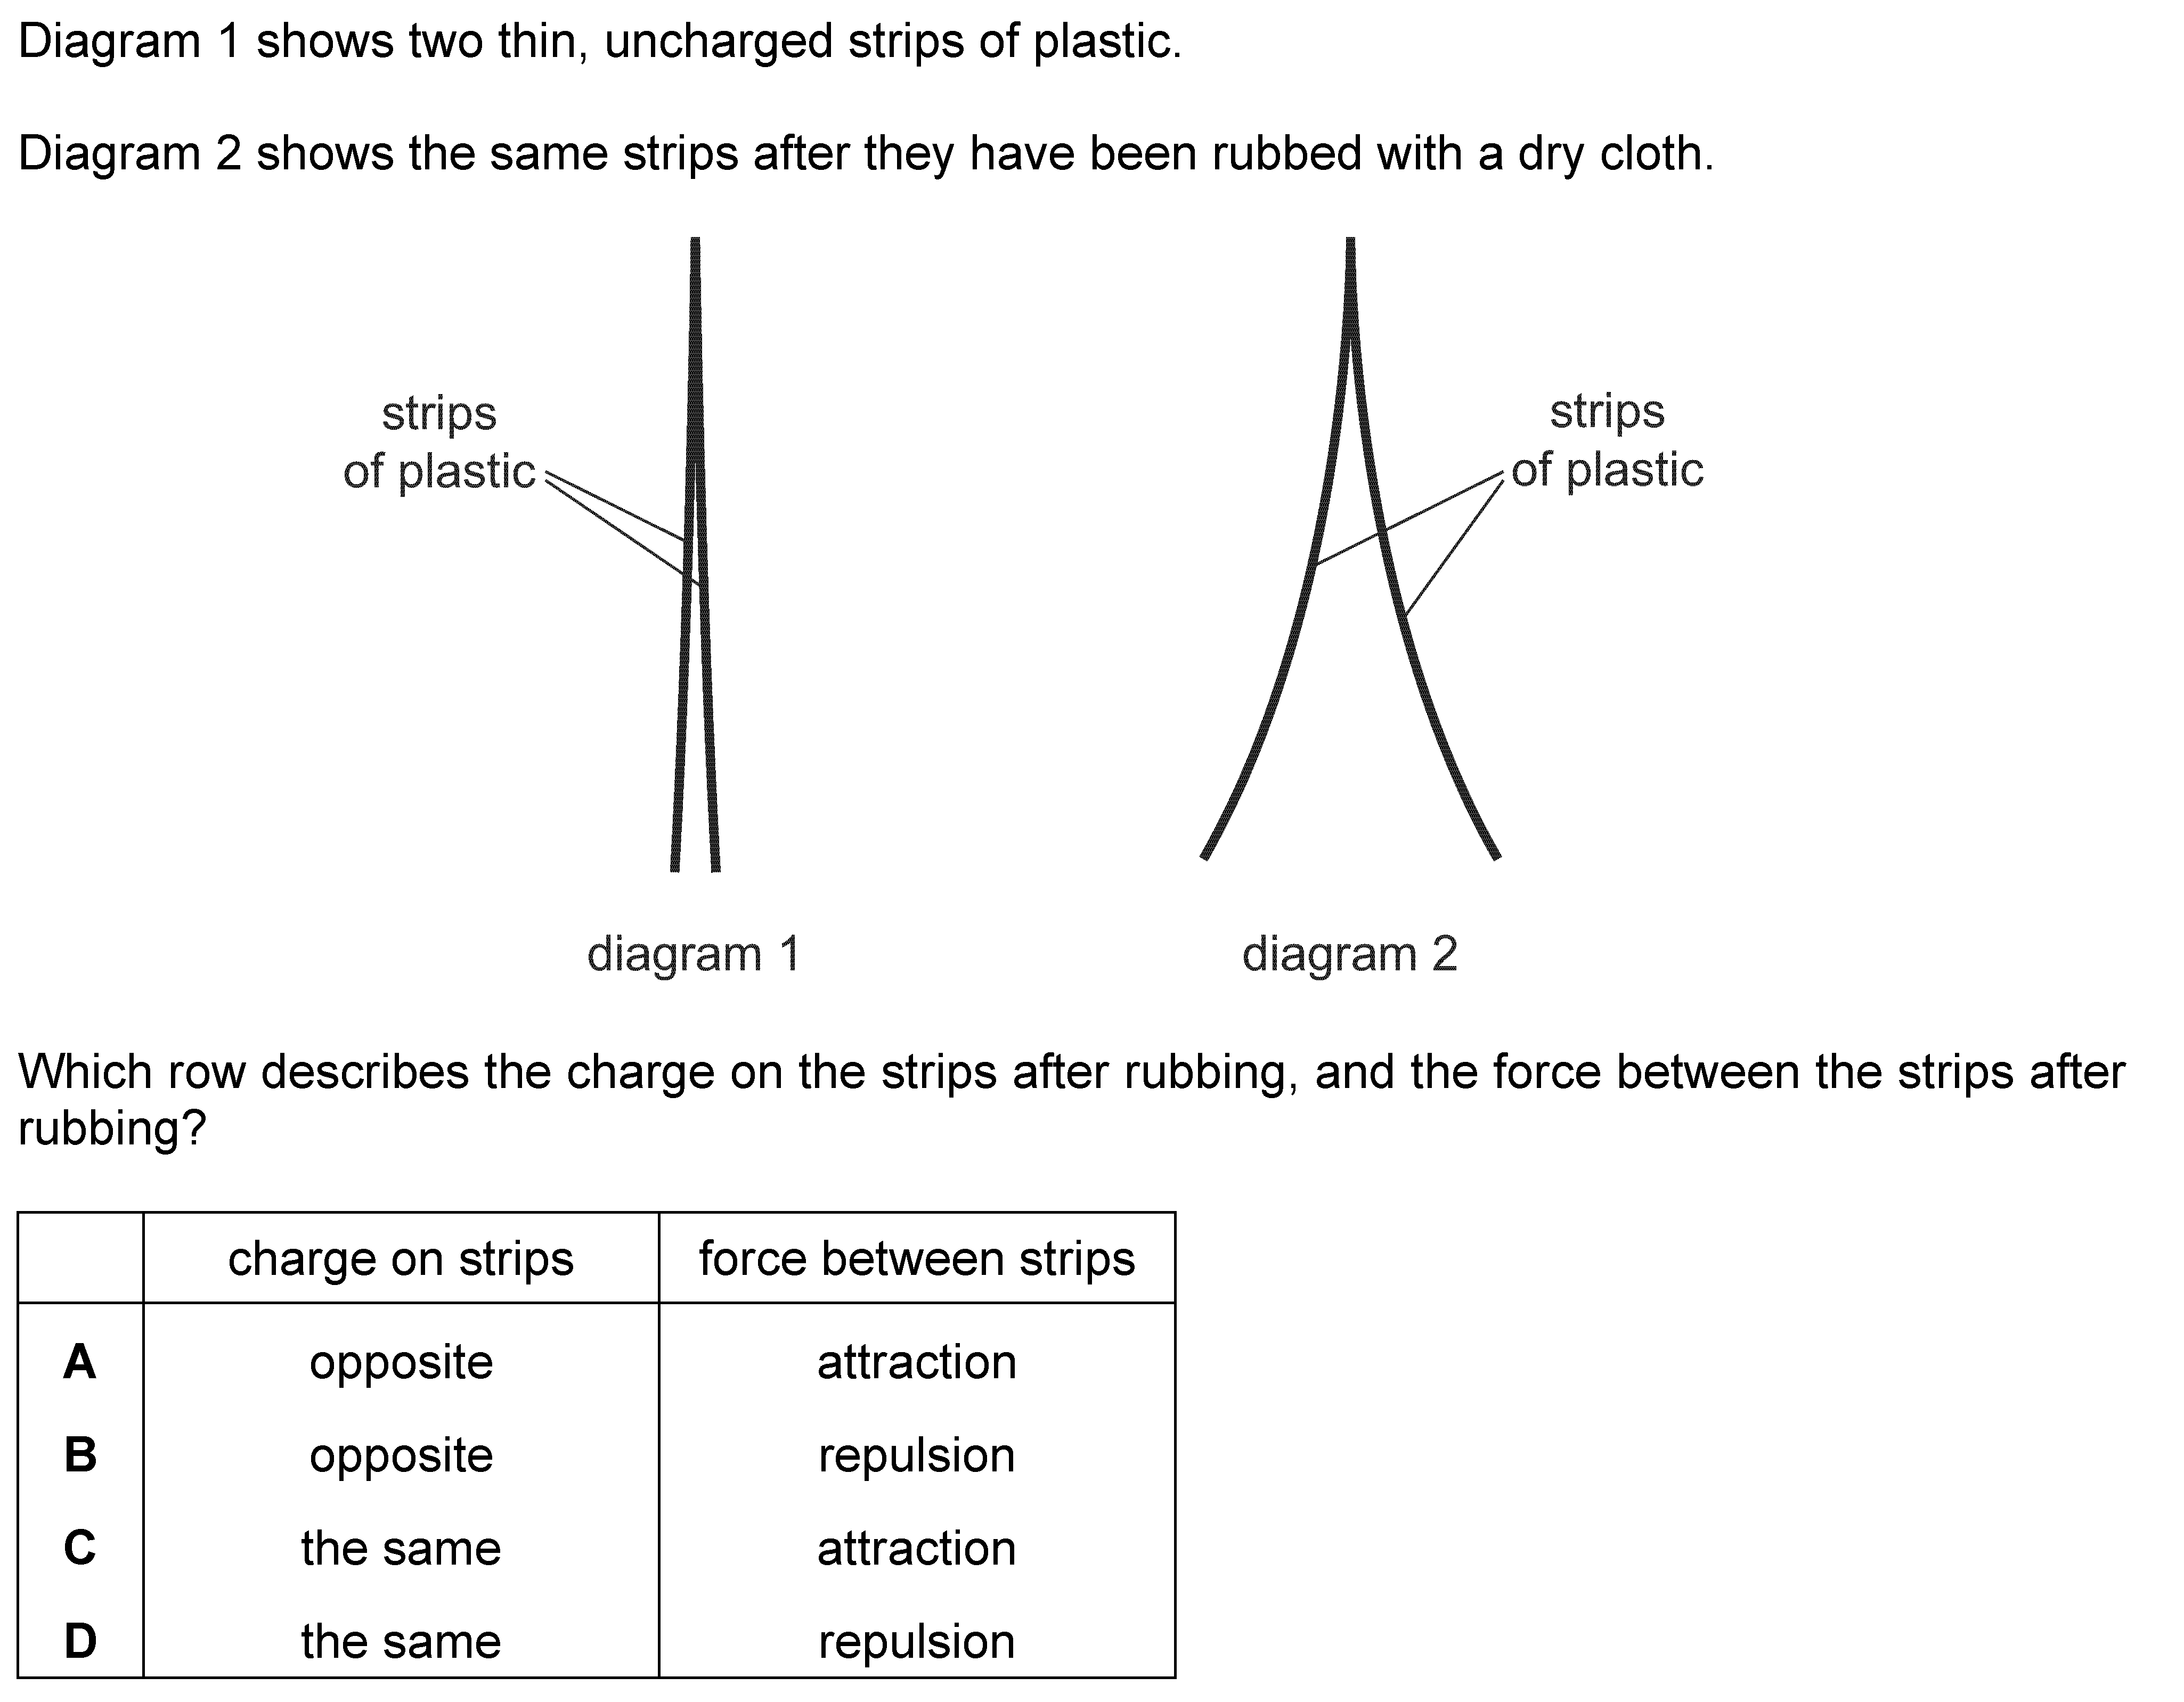 Diagram 1 shows two thin, uncharged strips of plastic.
Diagram 2 shows the same strips after they have been rubbed with a dry cloth.
strips
of plastic
strips
of plastic
diagram 1
diagram 2
Which row describes the charge on the strips after rubbing, and the force between the strips after
rubbing?
charge on strips force between strips
A opposite attraction
B opposite repulsion
C the same attraction
D the same repulsion